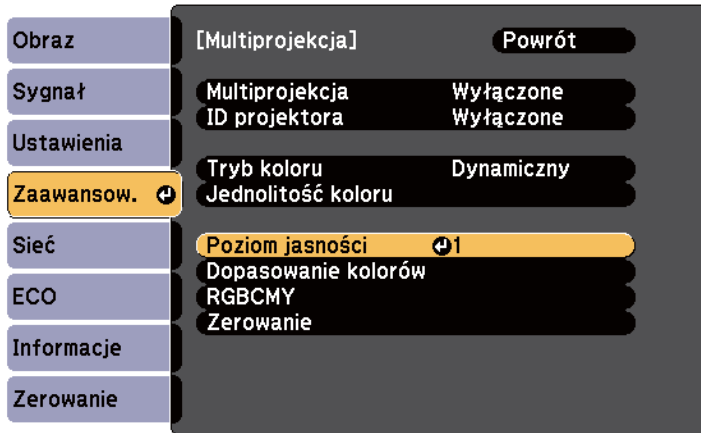 Obraz
Sygnał
Ustawienia
Zaawansow.
Sieć
ECO
Informacje
Zerowanie
[Multiprojekcja] Powrót
Multiprojekcja Wyłączone
ID projektora Wyłączone
Tryb koloru Dynamiczny
Jednolitość koloru
Poziom jasności 1
Dopasowanie kolorów
RGBCMY
Zerowanie